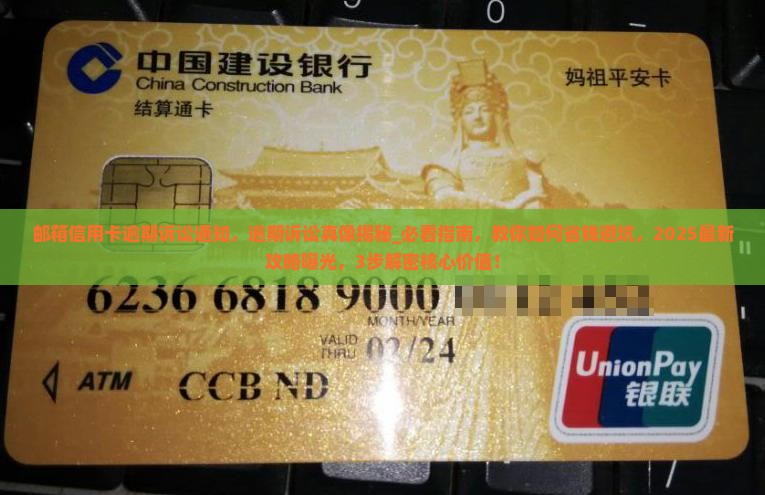 0
中国建设银行
China Construction Bank
结算通卡
妈祖平安卡
邮箱信用卡逾期诉讼通知，逾期诉讼真像揭秘_必看指南，教你如何省钱避坑，2025最新
攻略曝光，3步解密核心价值！
6236 6818 9000
MONTH/YEAR
VALID
THRU
02/24
ATM
CCB ND
UnionPay
银联